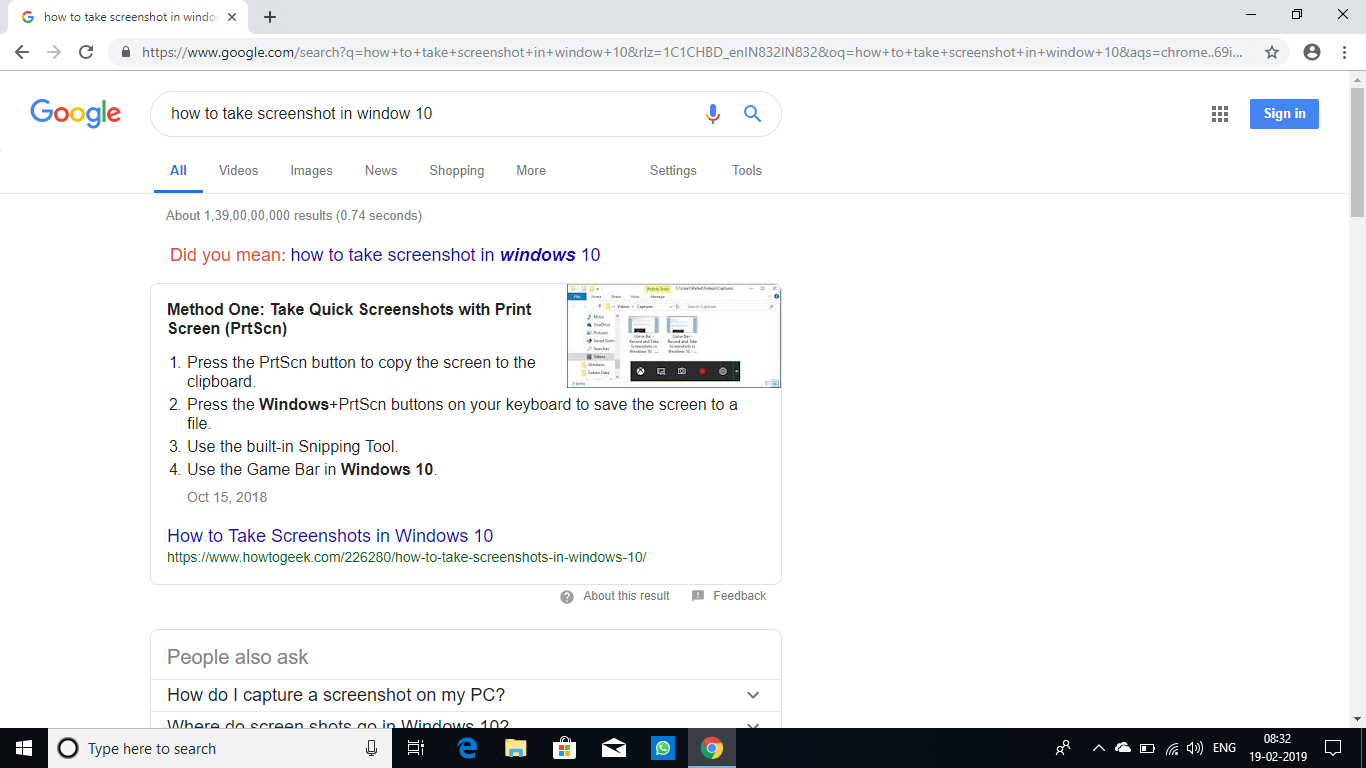 how to take screenshot in windo
https://www.google.com/search?q=how+to+take+screenshot+in+window+10&rlz=1C1CHBD_enIN832IN832&oq=how+to+take+screenshot+in+window+10&aqs=chrome..69i...
Google
how to take screenshot in window 10
Sign in
All Videos Images News Shopping More Settings Tools
About 1,39,00,00,000 results (0.74 seconds)
Did you mean: how to take screenshot in windows 10
Method One: Take Quick Screenshots with Print
Screen (PrtScn)
1. Press the PrtScn button to copy the screen to the
clipboard.
2. Press the Windows+PrtScn buttons on your keyboard to save the screen to a
file.
3. Use the built-in Snipping Tool.
4. Use the Game Bar in Windows 10.
Oct 15, 2018
How to Take Screenshots in Windows 10
https://www.howtogeek.com/226280/how-to-take-screenshots-in-windows-10/
About this result Feedback
People also ask
How do I capture a screenshot on my PC?
Where do screen shots go in Windows 10?
Type here to search
ENG
08:32
19-02-2019